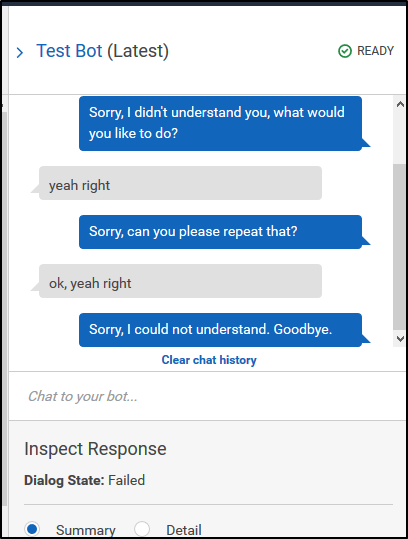 Test Bot (Latest)
READY
Sorry, I didn't understand you, what would
you like to do?
yeah right
Sorry, can you please repeat that?
ok, yeah right
Sorry, I could not understand. Goodbye.
Clear chat history
Chat to your bot...
Inspect Response
Dialog State: Failed
Summary Detail